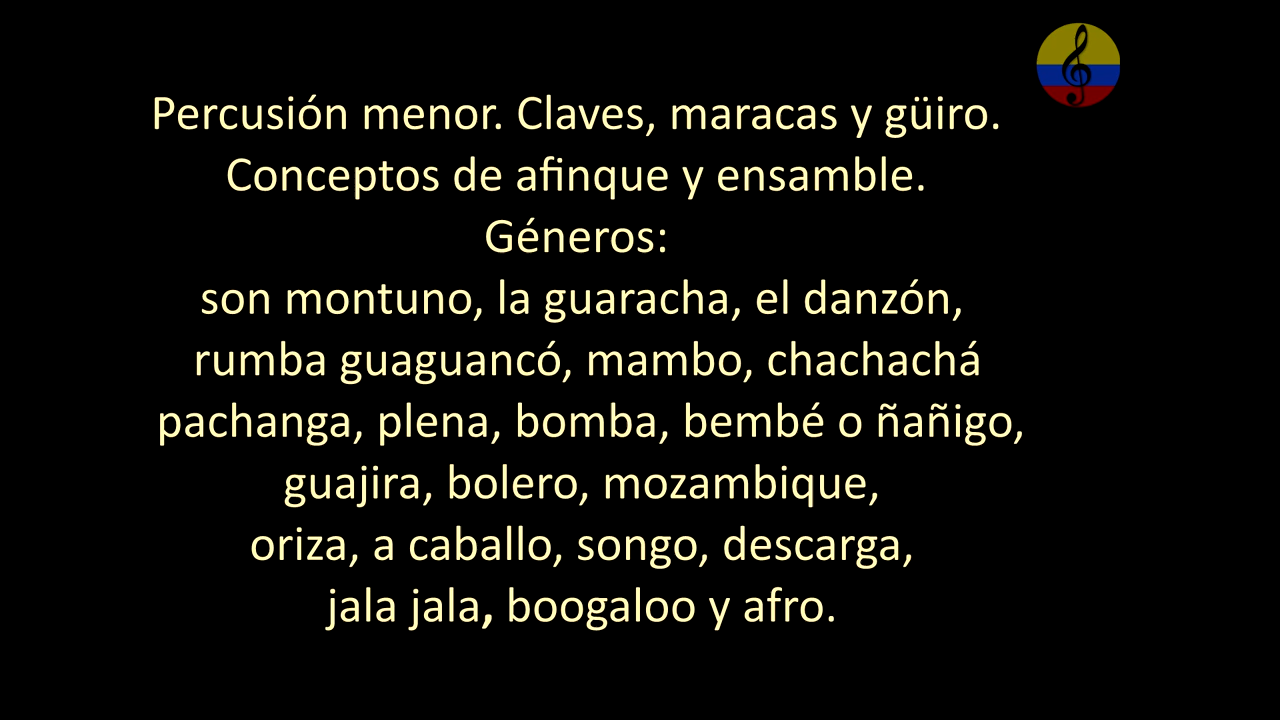 Percusión menor. Claves, maracas y güiro.
Conceptos de afinque y ensamble.
Géneros:
son montuno, la guaracha, el danzón,
rumba guaguancó, mambo, chachachá
pachanga, plena, bomba, bembé o ñañigo,
guajira, bolero, mozambique,
oriza, a caballo, songo, descarga,
jala jala, boogaloo y afro.